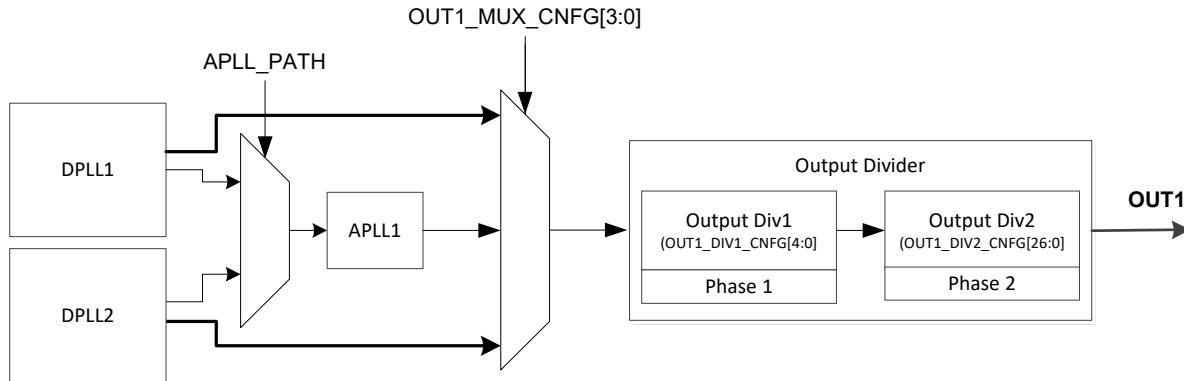 OUT1_MUX_CNFG[3:0]
APLL_PATH
DPLL1
APLL1
DPLL2
Output Divider
Output Div1
(OUT1_DIV1_CNFG[4:0]
Phase 1
Output Div2
(OUT1_DIV2_CNFG[26:0]
Phase 2
OUT1